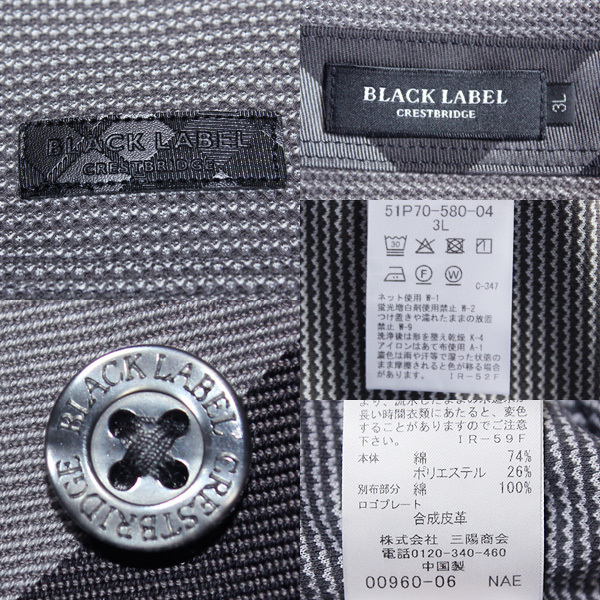 BLACK LABEL
CRESTBRIDGE
BLACK LABEL
CRESTBRIDGE
3L
51P70-580-04
3L
30
F
W
C-347
ネット使用 W-1
蛍光増白剤使用禁止 W-2
つけ置きや濡れたままの放置
禁止 W-9
洗浄後は形を整え乾燥 K-4
アイロンはあて布使用 A-1
濃色は雨や汗等で湿った状態の
まま摩擦されると色が移る場合
があります。 IR-52F
BLACK LABEL CRESTBRIDGE
長い時間衣類にあたると、変色
することがありますのでご注意
下さい。 IR-59F
本体 綿 74%
ポリエステル 26%
別布部分 綿 100%
ロゴプレート
合成皮革
株式会社 三陽商会
電話0120-340-460
中国製
00960-06 NAE